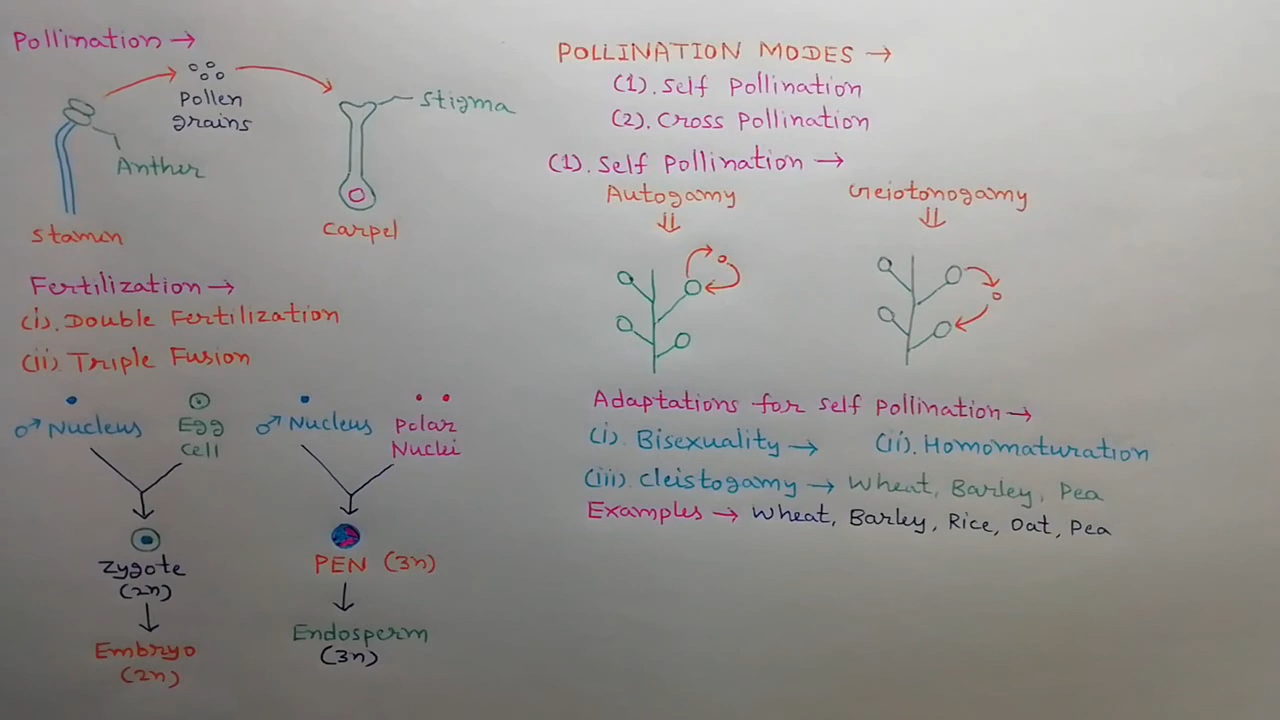 Pollination →
Pollen
grains
Anther
Stigma
Stamen
Carpel
Fertilization →
(i). Double Fertilization
(ii) Triple Fusion
♂ Nucleus
Egg
Cell
♂ Nucleus
Polar
Nuclei
Zygote
(2n)
Embryo
(2n)
PEN (3n)
Endosperm
(3n)
POLLINATION MODES →
(1). Self Pollination
(2). Cross Pollination
(1). Self Pollination →
Autogamy
Geiotonogamy
Adaptations for self Pollination →
(i). Bisexuality → (ii). Homomaturation
(iii). Cleistogamy → Wheat, Barley, Pea
Examples → Wheat, Barley, Rice, Oat, Pea